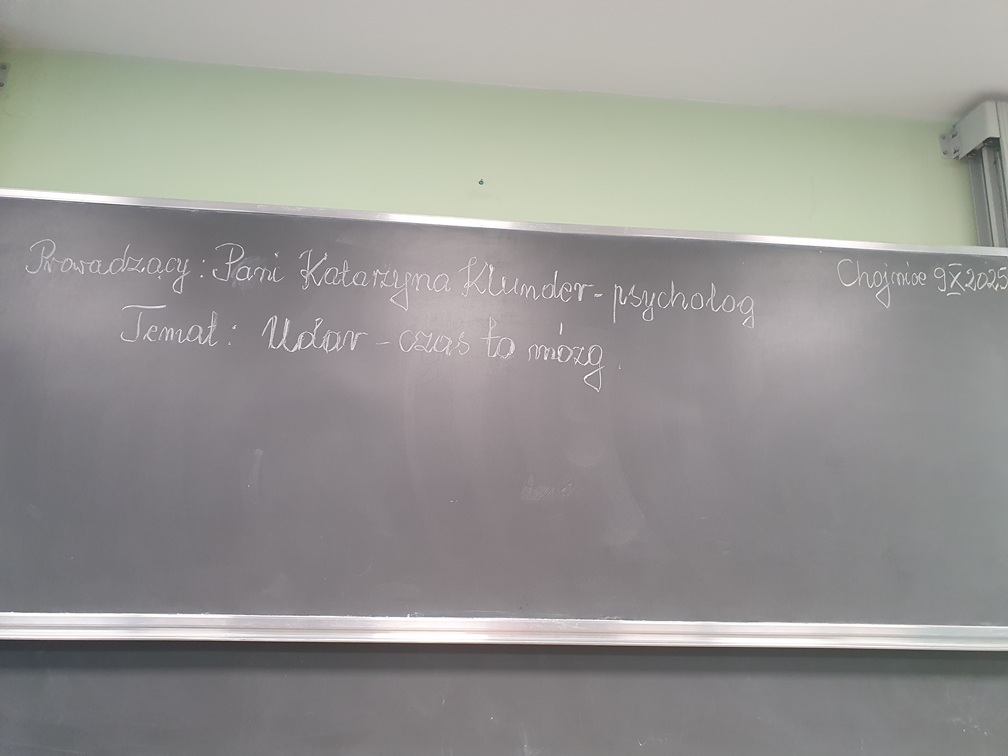 Prowadzący: Pani Katarzyna Klunder - psycholog
Chojnice 9 X 2025
Temat: Udar - czas to mózg.